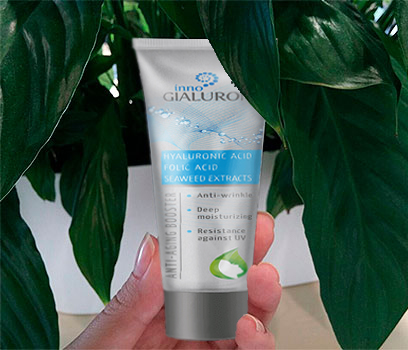 inno
GIALURON
HYALURONIC ACID
FOLIC ACID
SEAWEED EXTRACTS
• Anti-wrinkle
• Deep
moisturizing
• Resistance
against UV
ANTI-AGING BOOSTER